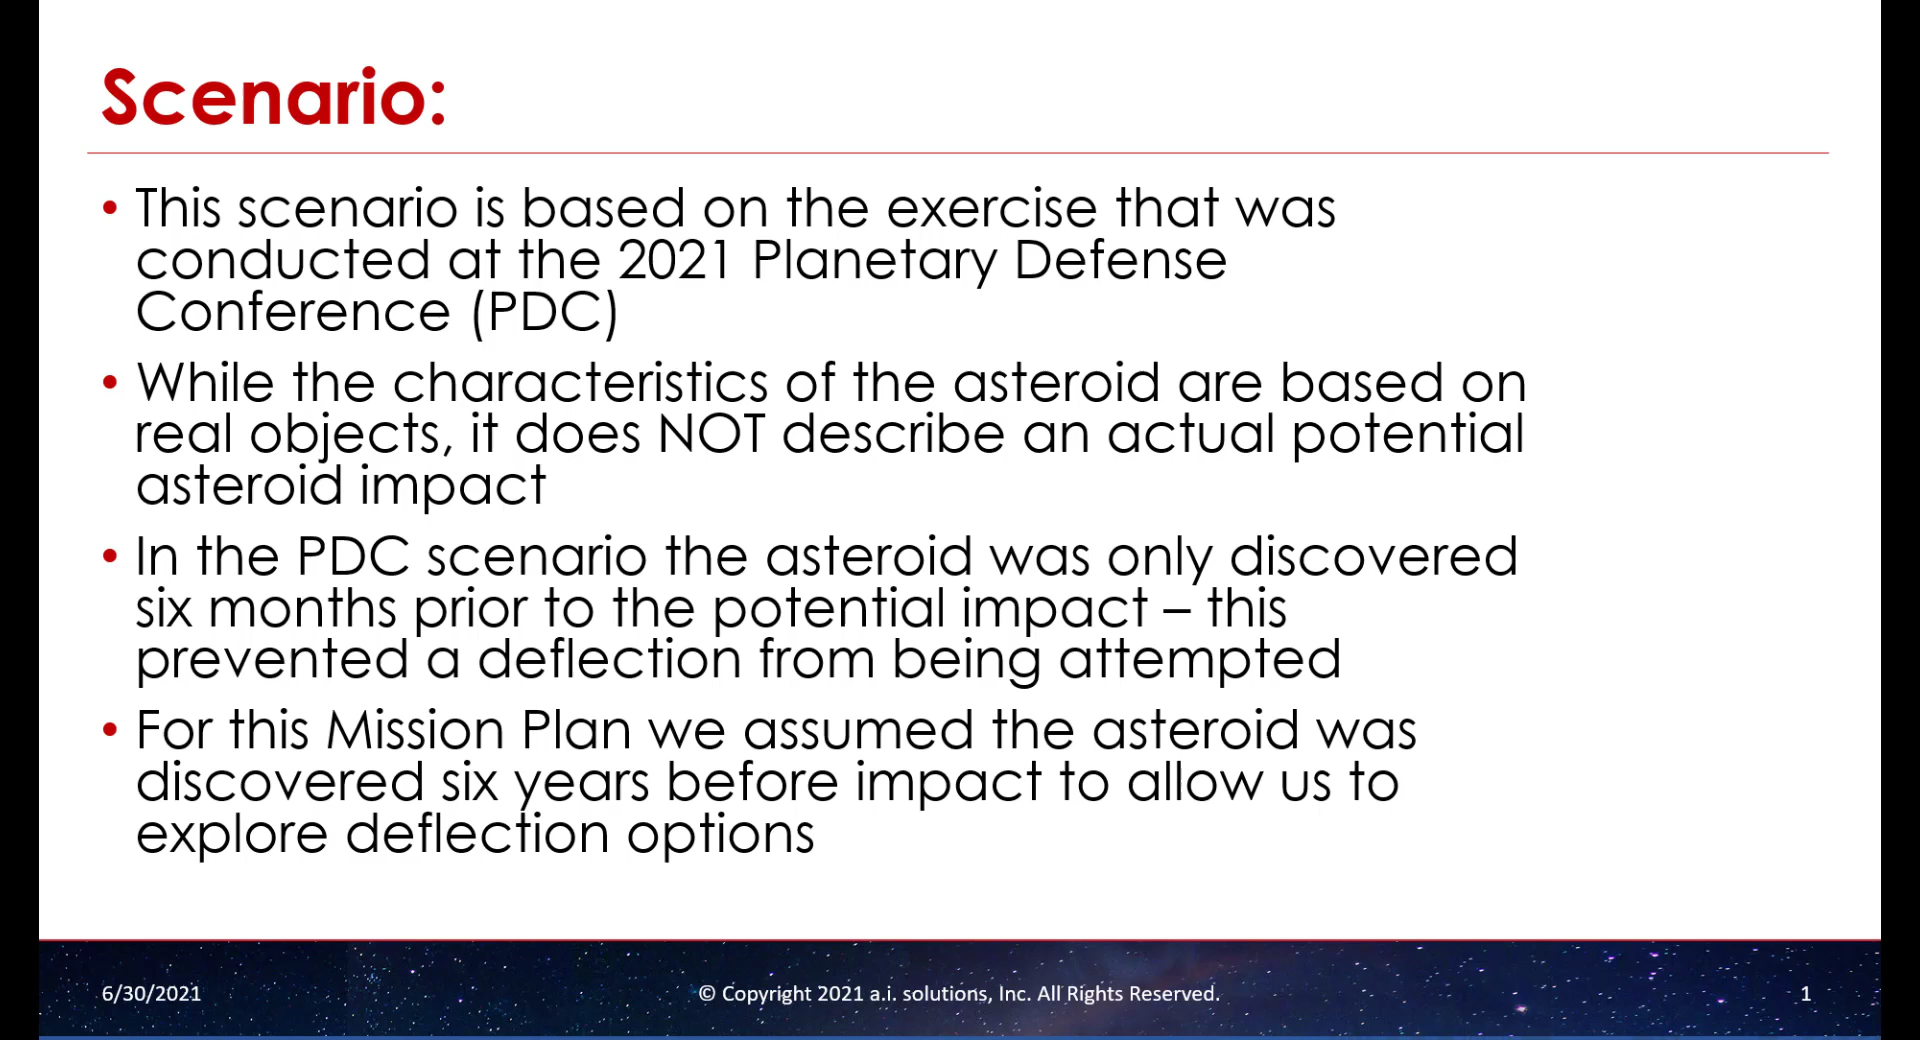 Scenario:
• This scenario is based on the exercise that was
conducted at the 2021 Planetary Defense
Conference (PDC)
• While the characteristics of the asteroid are based on
real objects, it does NOT describe an actual potential
asteroid impact
• In the PDC scenario the asteroid was only discovered
six months prior to the potential impact – this
prevented a deflection from being attempted
• For this Mission Plan we assumed the asteroid was
discovered six years before impact to allow us to
explore deflection options
6/30/2021
© Copyright 2021 a.i. solutions, Inc. All Rights Reserved.
1